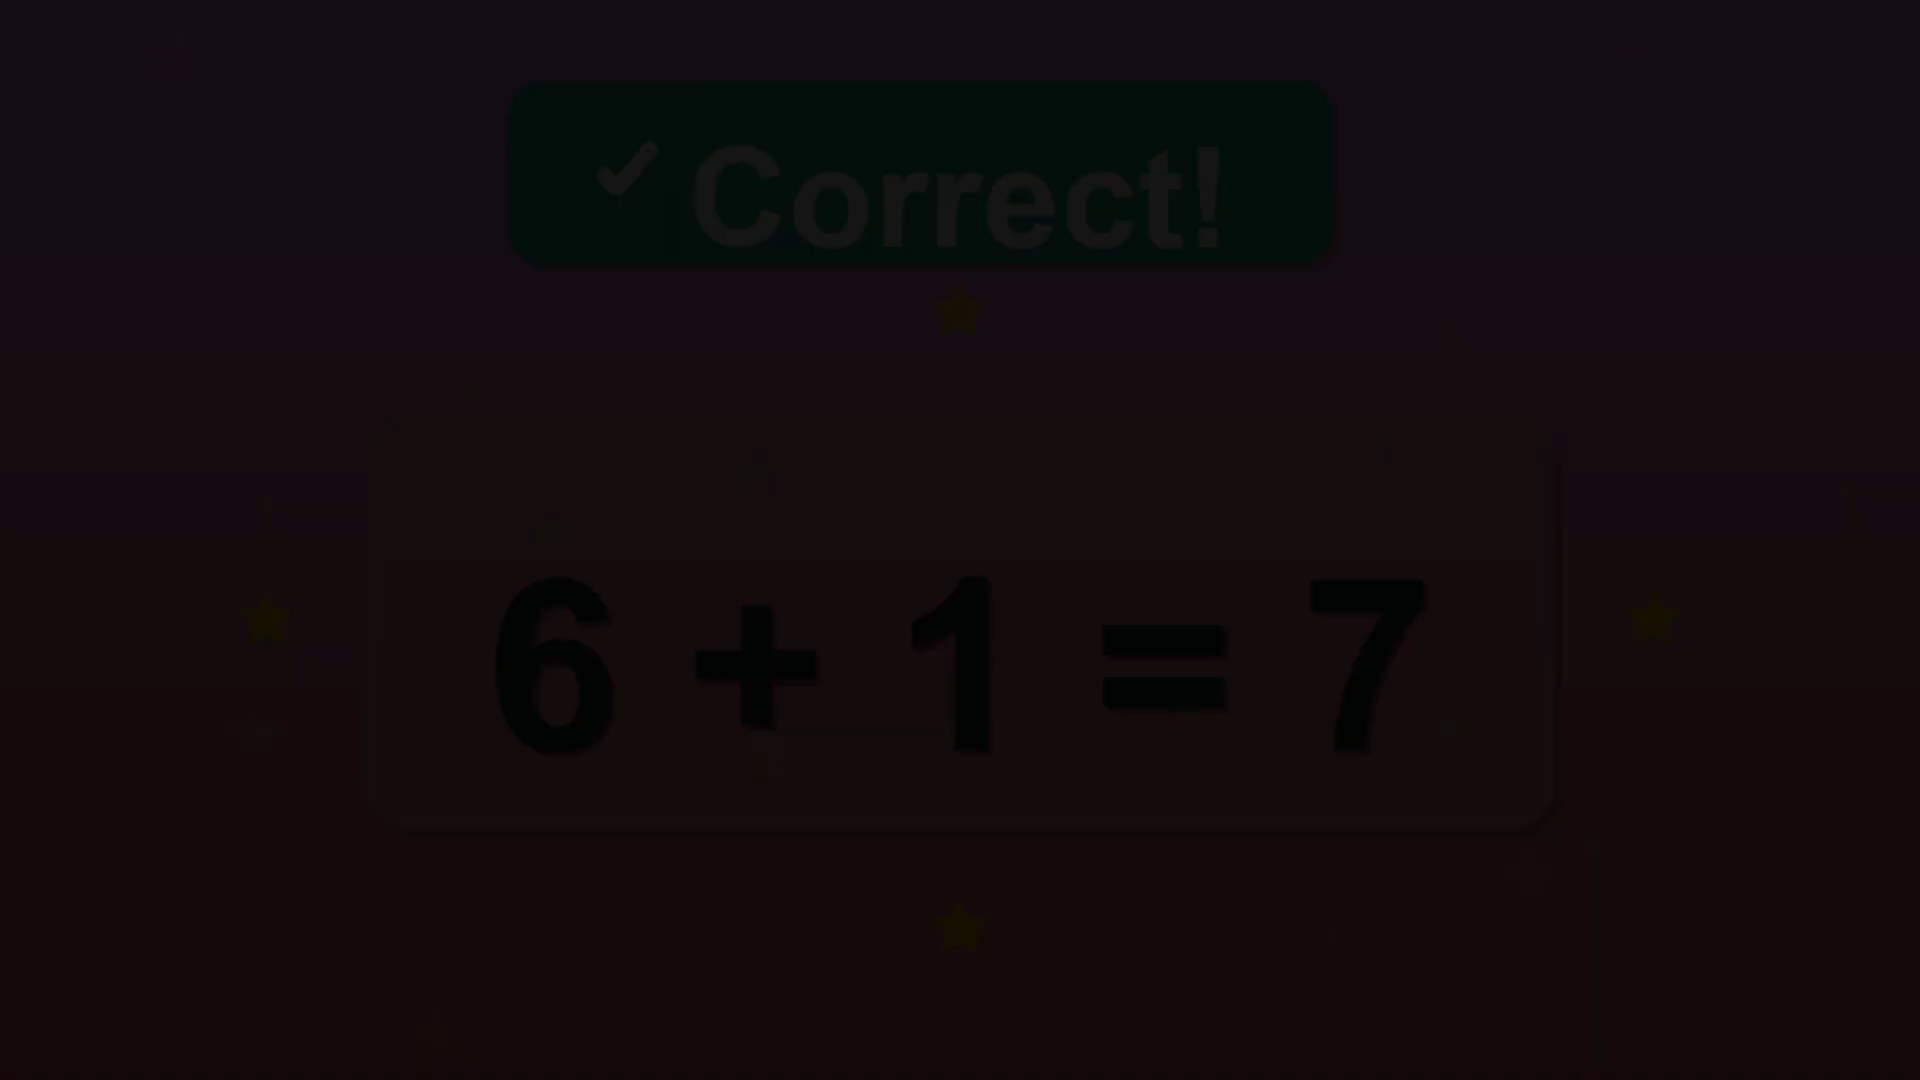 ✓ Correct!
6 + 1 = 7